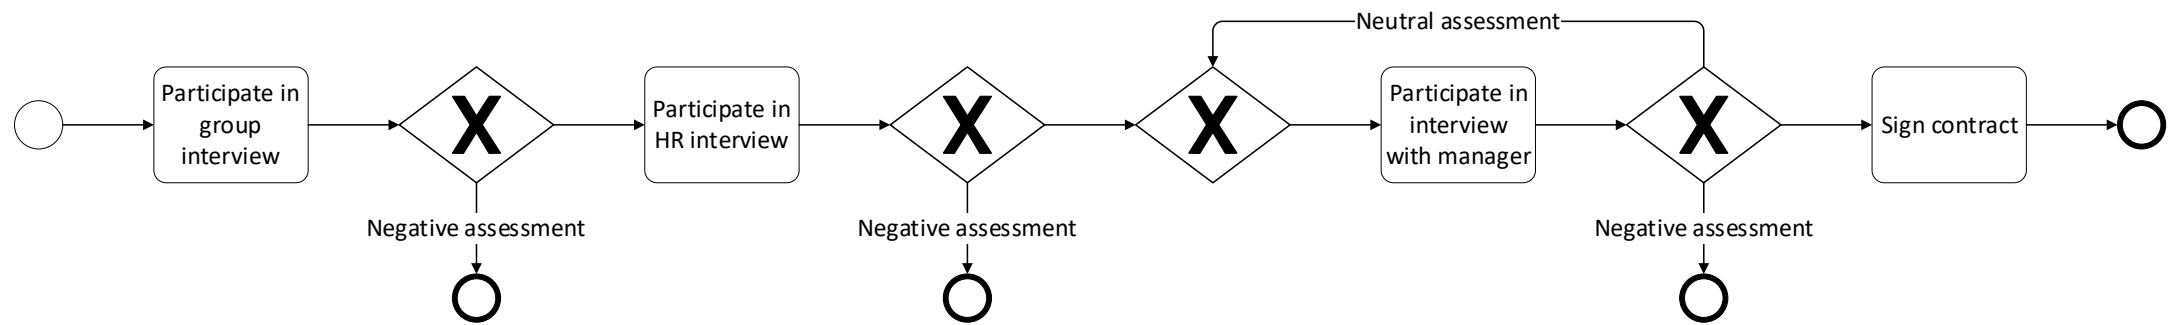 Neutral assessment
Participate in
group
interview
X
Participate in
HR interview
X
X
Participate in
interview
with manager
X
Sign contract
Negative assessment
Negative assessment
Negative assessment